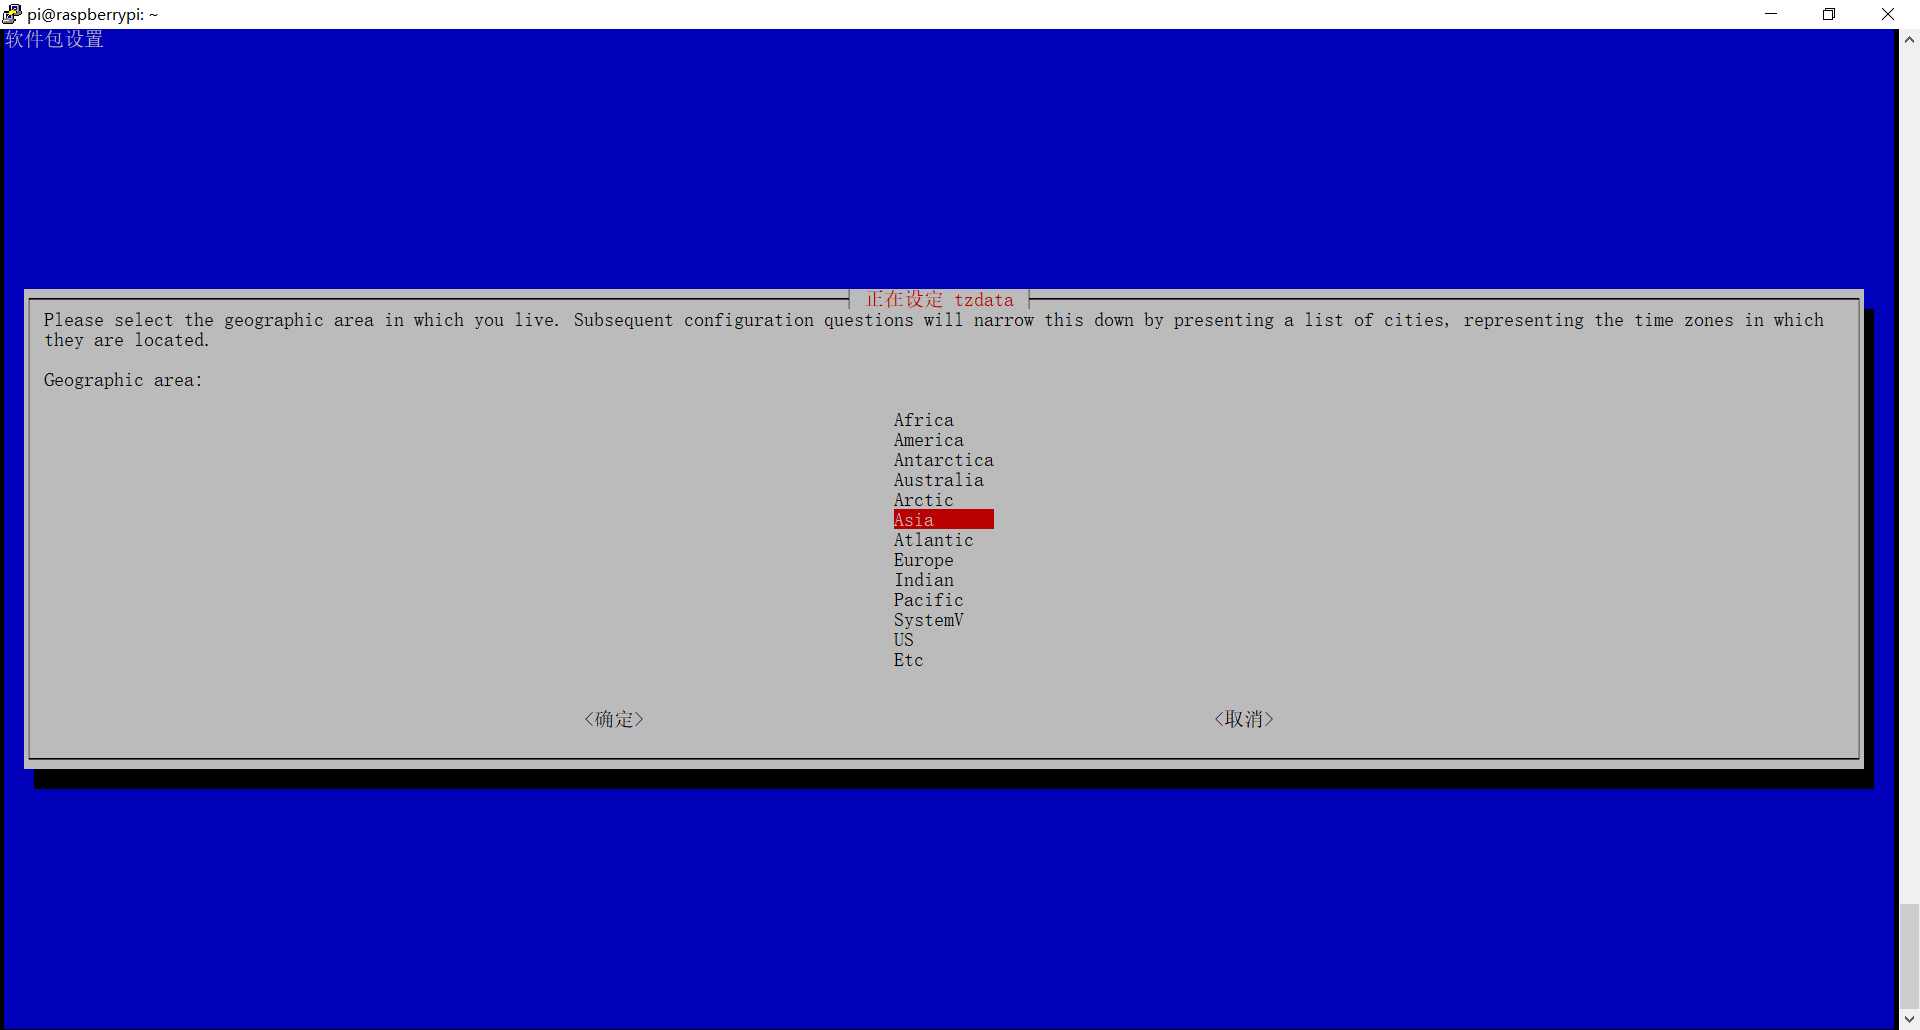 pi@raspberrypi: ~
软件包设置
正在设定 tzdata
Please select the geographic area in which you live. Subsequent configuration questions will narrow this down by presenting a list of cities, representing the time zones in which
they are located.
Geographic area:
Africa
America
Antarctica
Australia
Arctic
Asia
Atlantic
Europe
Indian
Pacific
SystemV
US
Etc
<确定> <取消>